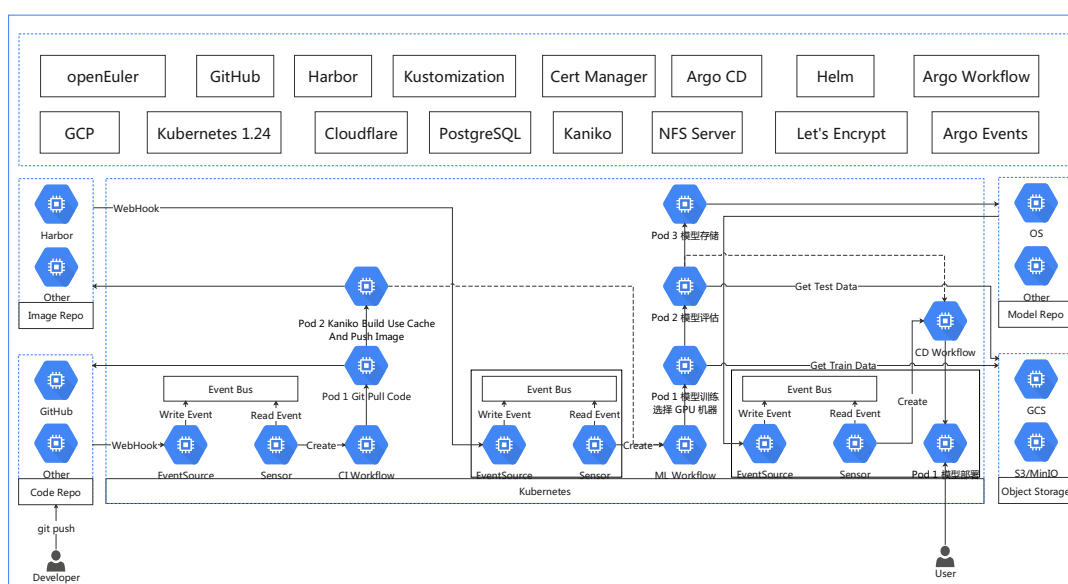 openEuler
GitHub
Harbor
Kustomization
Cert Manager
Argo CD
Helm
Argo Workflow
GCP
Kubernetes 1.24
Cloudflare
PostgreSQL
Kaniko
NFS Server
Let's Encrypt
Argo Events
Harbor
Other
Image Repo
GitHub
Other
Code Repo
git push
Developer
WebHook
WebHook
Event Bus
Write Event
Read Event
EventSource
Sensor
Create
CI Workflow
Pod 1 Git Pull Code
Pod 2 Kaniko Build Use Cache
And Push Image
Event Bus
Write Event
Read Event
EventSource
Sensor
Create
ML Workflow
Pod 1 模型训练
选择 GPU 机器
Pod 2 模型评估
Pod 3 模型存储
Get Test Data
Get Train Data
Event Bus
Write Event
Read Event
EventSource
Sensor
Create
CD Workflow
Pod 1 模型部署
Kubernetes
User
OS
Other
Model Repo
GCS
S3/MinIO
Object Storage